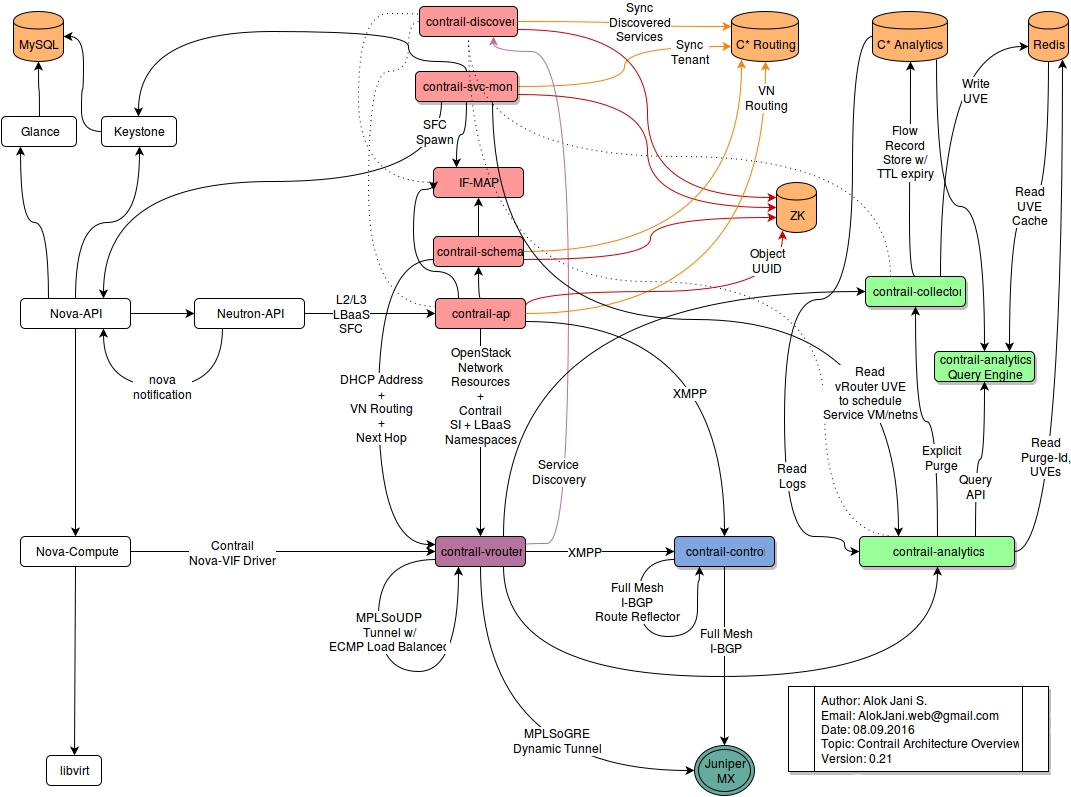 contrail-discover
Sync
Discovered
Services
MySQL
C* Routing
C* Analytics
Redis
Sync
Tenant
contrail-svc-mon
Write
UVE
VN
Routing
Glance
Keystone
SFC
Spawn
Flow
Record
Store w/
TTL expiry
IF-MAP
Read
UVE
Cache
ZK
contrail-schema
Object
UUID
contrail-collector
Nova-API
Neutron-API
L2/L3
LBaaS
SFC
contrail-api
nova
notification
DHCP Address
+
VN Routing
+
Next Hop
OpenStack
Network
Resources
+
Contrail
SI + LBaaS
Namespaces
XMPP
Read
vRouter UVE
to schedule
Service VM/netns
contrail-analytics
Query Engine
Service
Discovery
Read
Logs
Explicit
Purge
Query
API
Read
Purge-Id,
UVEs
Nova-Compute
Contrail
Nova-VIF Driver
contrail-vrouter
XMPP
contrail-control
contrail-analytics
MPLSoUDP
Tunnel w/
ECMP Load Balanced
Full Mesh
I-BGP
Route Reflector
Full Mesh
I-BGP
MPLSoGRE
Dynamic Tunnel
libvirt
Juniper
MX
Author: Alok Jani S.
Email: AlokJani.web@gmail.com
Date: 08.09.2016
Topic: Contrail Architecture Overview
Version: 0.21